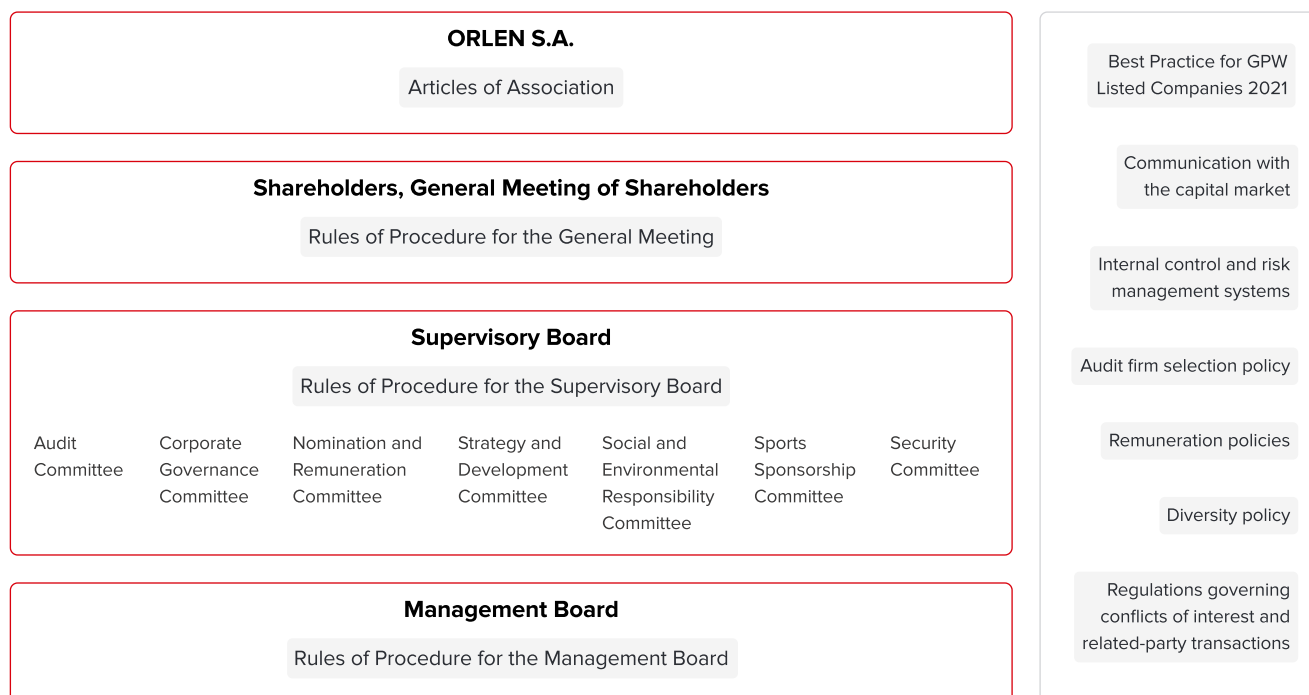 ORLEN S.A.
Articles of Association
Shareholders, General Meeting of Shareholders
Rules of Procedure for the General Meeting
Supervisory Board
Rules of Procedure for the Supervisory Board
Audit
Committee
Corporate
Governance
Committee
Nomination and
Remuneration
Committee
Strategy and
Development
Committee
Social and
Environmental
Responsibility
Committee
Sports
Sponsorship
Committee
Security
Committee
Management Board
Rules of Procedure for the Management Board
Best Practice for GPW
Listed Companies 2021
Communication with
the capital market
Internal control and risk
management systems
Audit firm selection policy
Remuneration policies
Diversity policy
Regulations governing
conflicts of interest and
related-party transactions